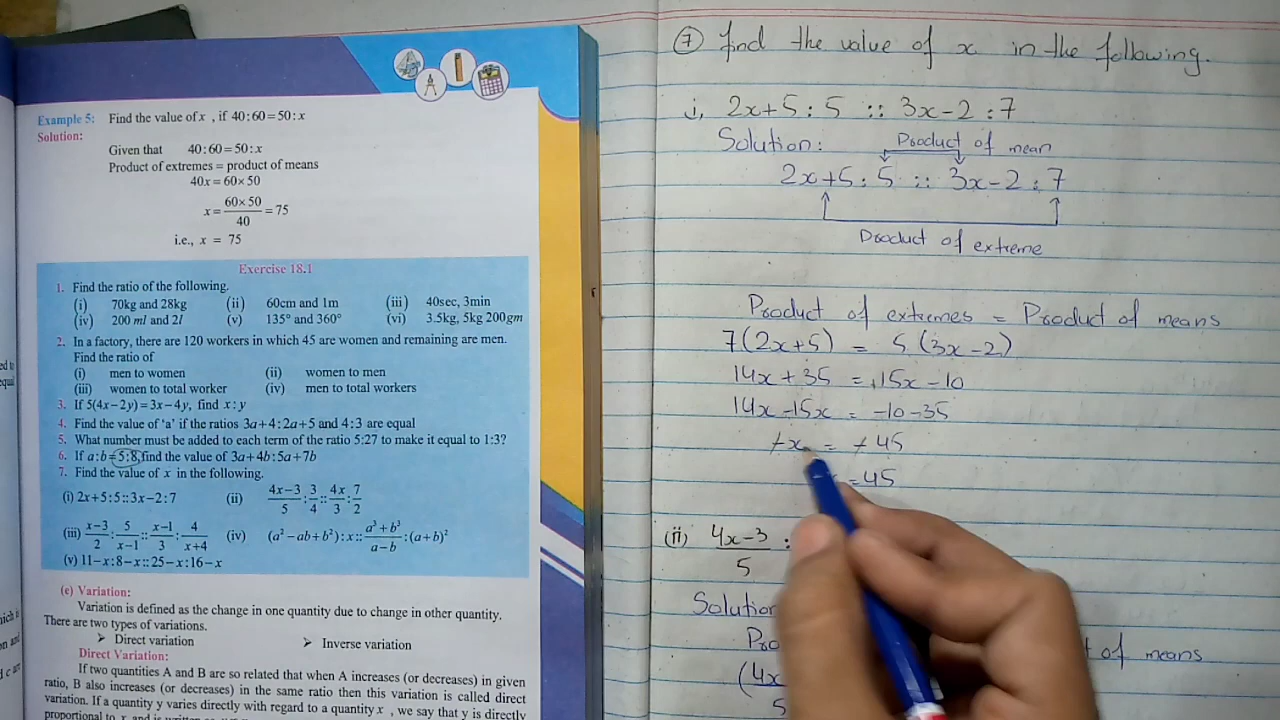 Example 5: Find the value of x , if 40:60=50:x
Solution:
Given that 40:60=50:x
Product of extremes = product of means
40x = 60×50
x = 60×50/40 = 75
i.e., x = 75
Exercise 18.1
1. Find the ratio of the following.
(i) 70kg and 28kg (ii) 60cm and 1m (iii) 40sec, 3min
(iv) 200 ml and 2l (v) 135° and 360° (vi) 3.5kg, 5kg 200gm
2. In a factory, there are 120 workers in which 45 are women and remaining are men.
Find the ratio of
(i) men to women (ii) women to men
(iii) women to total worker (iv) men to total workers
3. If 5(4x−2y)=3x−4y, find x:y
4. Find the value of 'a' if the ratios 3a+4:2a+5 and 4:3 are equal
5. What number must be added to each term of the ratio 5:27 to make it equal to 1:3?
6. If a:b=5:8,find the value of 3a+4b:5a+7b
7. Find the value of x in the following.
(i) 2x+5:5::3x−2:7 (ii) 4x−3/5:3/4::4x/3:7/2
(iii) x−3/2:5/x−1::x−1/3:4/x+4 (iv) (a²−ab+b²):x::a³+b³/a−b:(a+b)²
(v) 11−x:8−x::25−x:16−x
(c) Variation:
Variation is defined as the change in one quantity due to change in other quantity.
There are two types of variations.
➢ Direct variation ➢ Inverse variation
Direct Variation:
If two quantities A and B are so related that when A increases (or decreases) in given
ratio, B also increases (or decreases) in the same ratio then this variation is called direct
variation. If a quantity y varies directly with regard to a quantity x , we say that y is directly
proportional to x
⑦ find the value of x in the following.
i, 2x+5 : 5 :: 3x−2 : 7
Solution: Product of mean
2x+5 : 5 :: 3x−2 : 7
Product of extreme
Product of extremes = Product of means
7(2x+5) = 5(3x−2)
14x+35 = 15x−10
14x−15x = −10−35
−x = −45
=45
(ii) 4x−3/5 :
Solution
of means
(4x
5